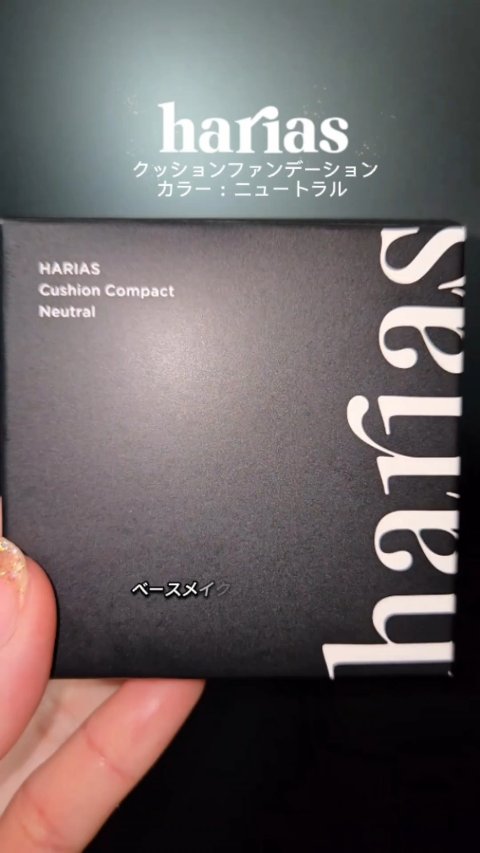 harias
クッションファンデーション
カラー：ニュートラル
HARIAS
Cushion Compact
Neutral
harias
ベースメイク